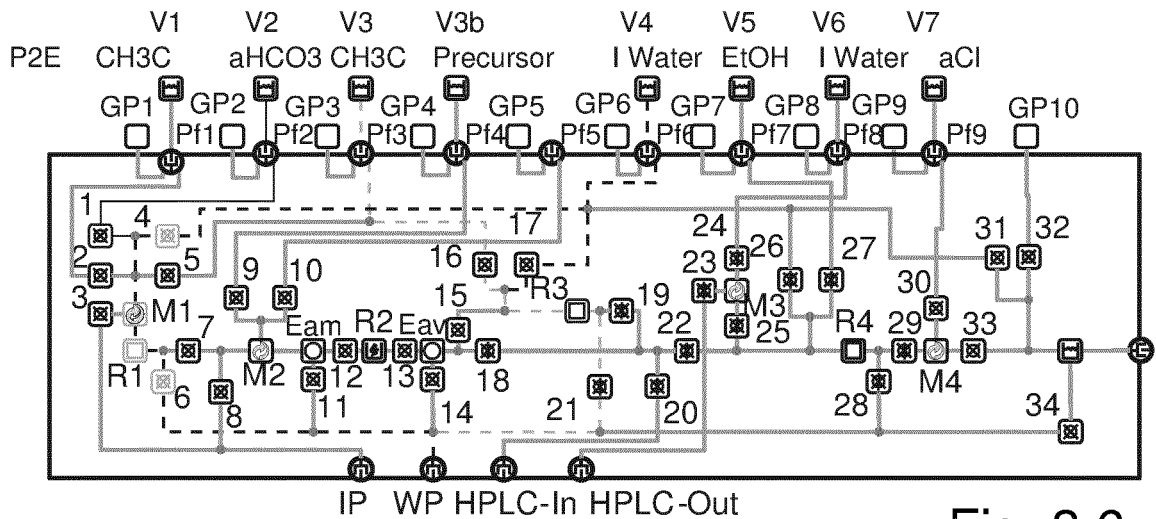 V1 V2 V3 V3b V4 V5 V6 V7
P2E CH3C aHCO3 CH3C Precursor I Water EtOH I Water aCl
GP1 GP2 GP3 GP4 GP5 GP6 GP7 GP8 GP9 GP10
Pf1 Pf2 Pf3 Pf4 Pf5 Pf6 Pf7 Pf8 Pf9
1 4 17 24
2 5 9 10 16 R3 23 26 27 31 32
3 M1 15 19 M3 30
7 Eam R2 Eav 22 25 R4 29 33
R1 6 M2 12 13 18 M4
8 11 14 21 20 28 34
IP WP HPLC-In HPLC-Out